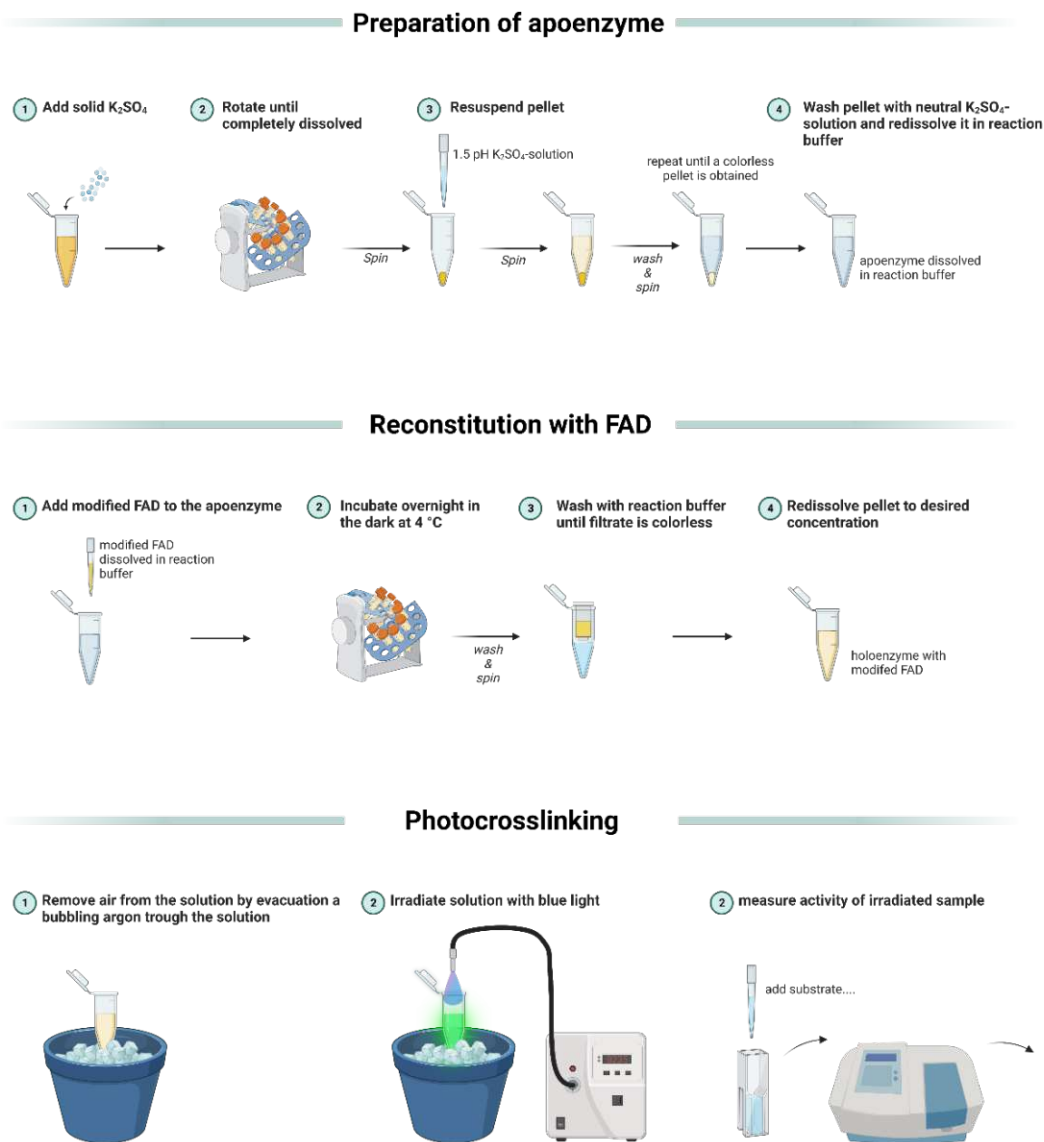 Preparation of apoenzyme
1 Add solid K₂SO₄
2 Rotate until
completely dissolved
3 Resuspend pellet
4 Wash pellet with neutral K₂SO₄-
solution and redissolve it in reaction
buffer
1.5 pH K₂SO₄-solution
repeat until a colorless
pellet is obtained
Spin
Spin
wash
&
spin
apoenzyme dissolved
in reaction buffer
Reconstitution with FAD
1 Add modified FAD to the apoenzyme
2 Incubate overnight in
the dark at 4 °C
3 Wash with reaction buffer
until filtrate is colorless
4 Redissolve pellet to desired
concentration
modified FAD
dissolved in reaction
buffer
wash
&
spin
holoenzyme with
modifed FAD
Photocrosslinking
1 Remove air from the solution by evacuation a
bubbling argon trough the solution
2 Irradiate solution with blue light
2 measure activity of irradiated sample
add substrate....